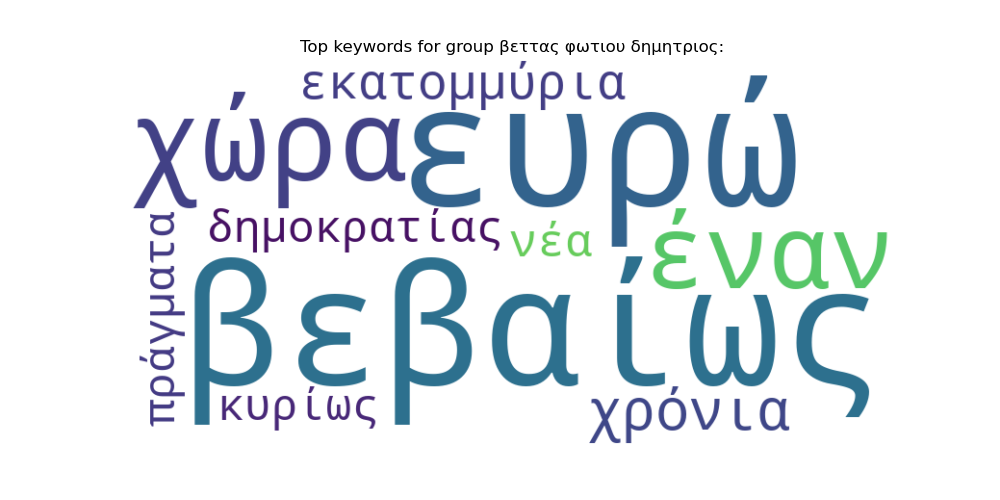 Top keywords for group βεττας φωτιου δημητριος:
εκατομμύρια
χώρα
ευρώ
δημοκρατίας
νέα
έναν
πράγματα
βεβαίως
κυρίως
χρόνια